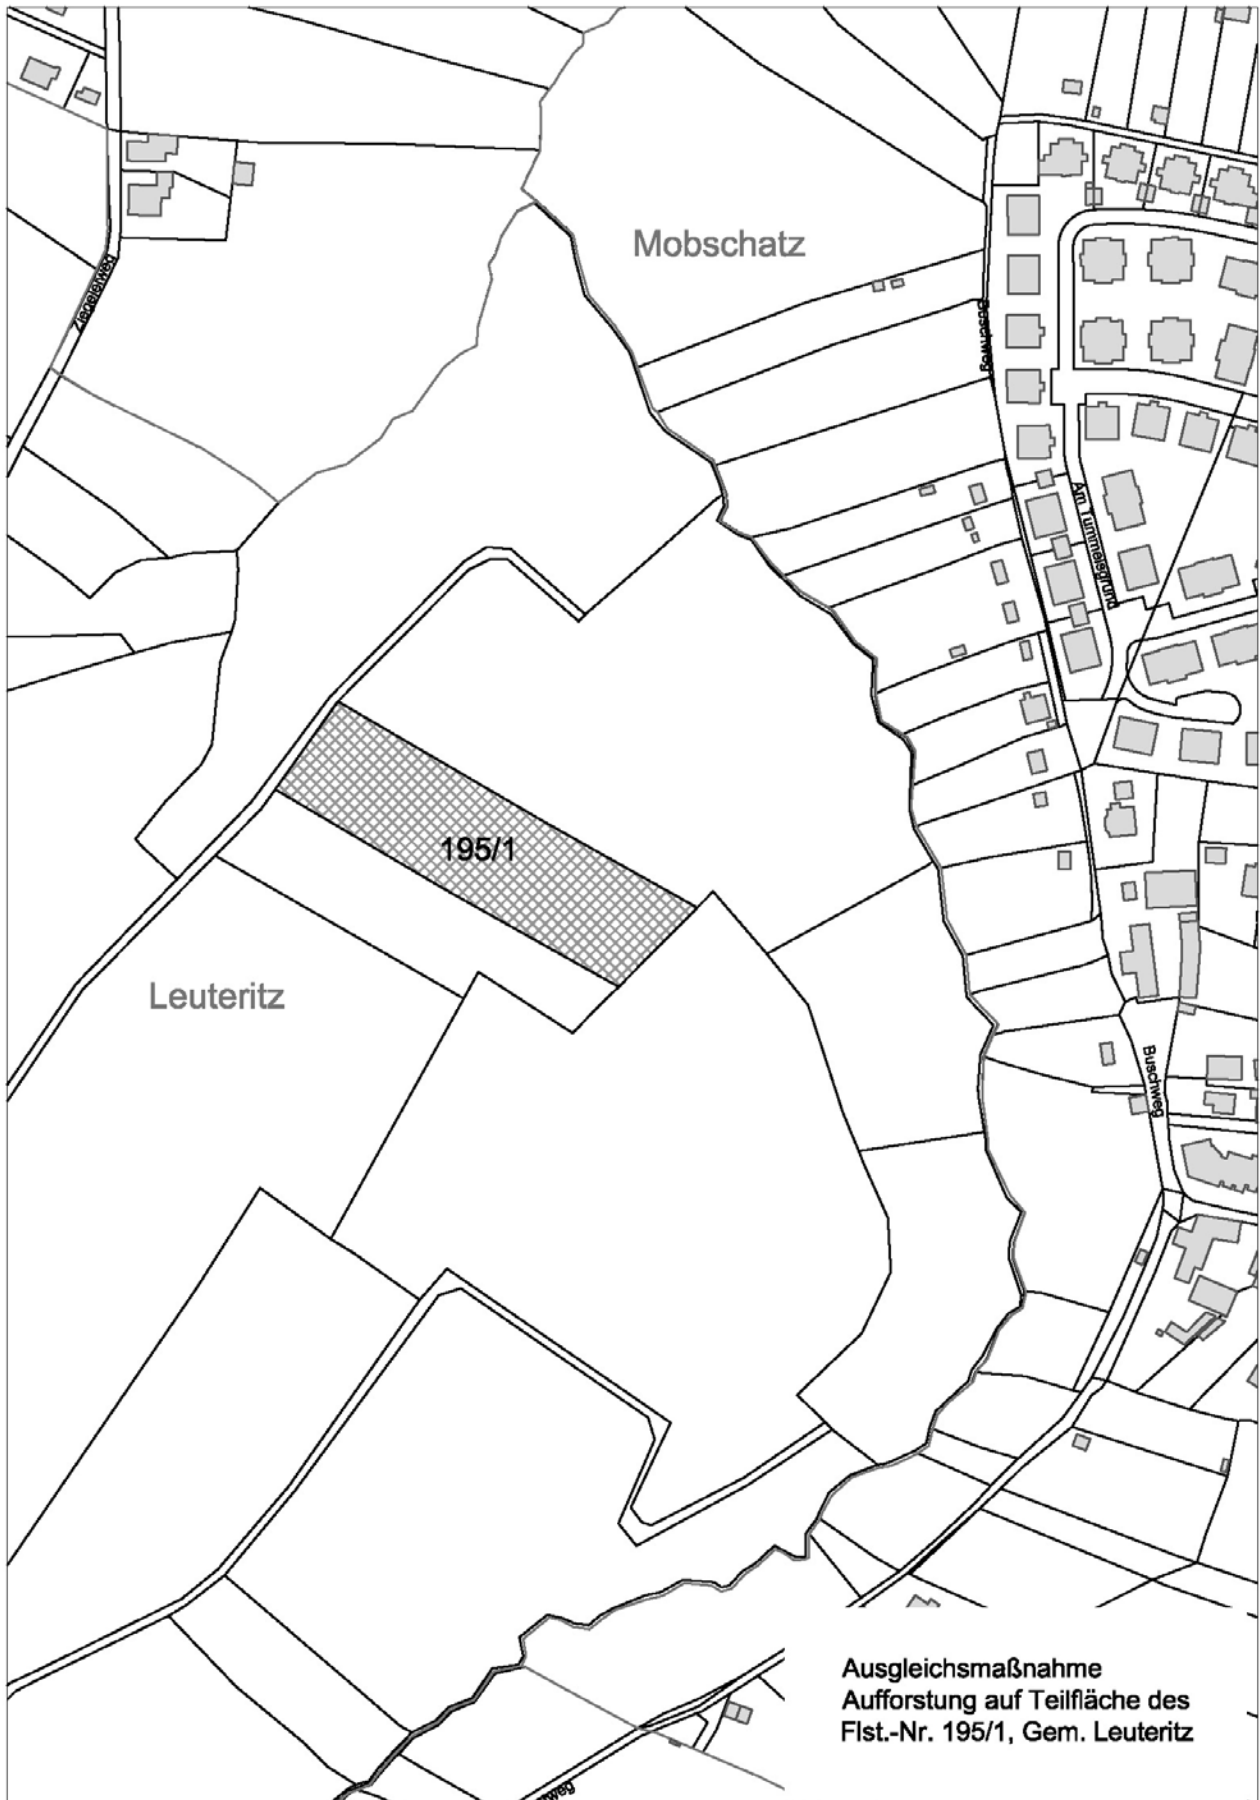 Mobschatz
Ziegeleiweg
Buschweg
Am Tummelsgrund
195/1
Leuteritz
Buschweg
Ausgleichsmaßnahme
Aufforstung auf Teilfläche des
Flst.-Nr. 195/1, Gem. Leuteritz